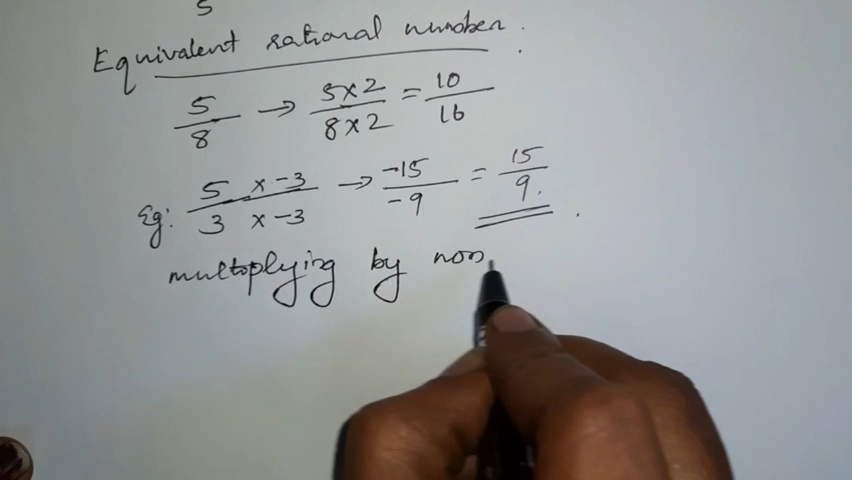 5
Equivalent rational number.
5/8 → 5×2/8×2 = 10/16
Eg: 5 ×-3/3 ×-3 → -15/-9 = 15/9.
multiplying by non